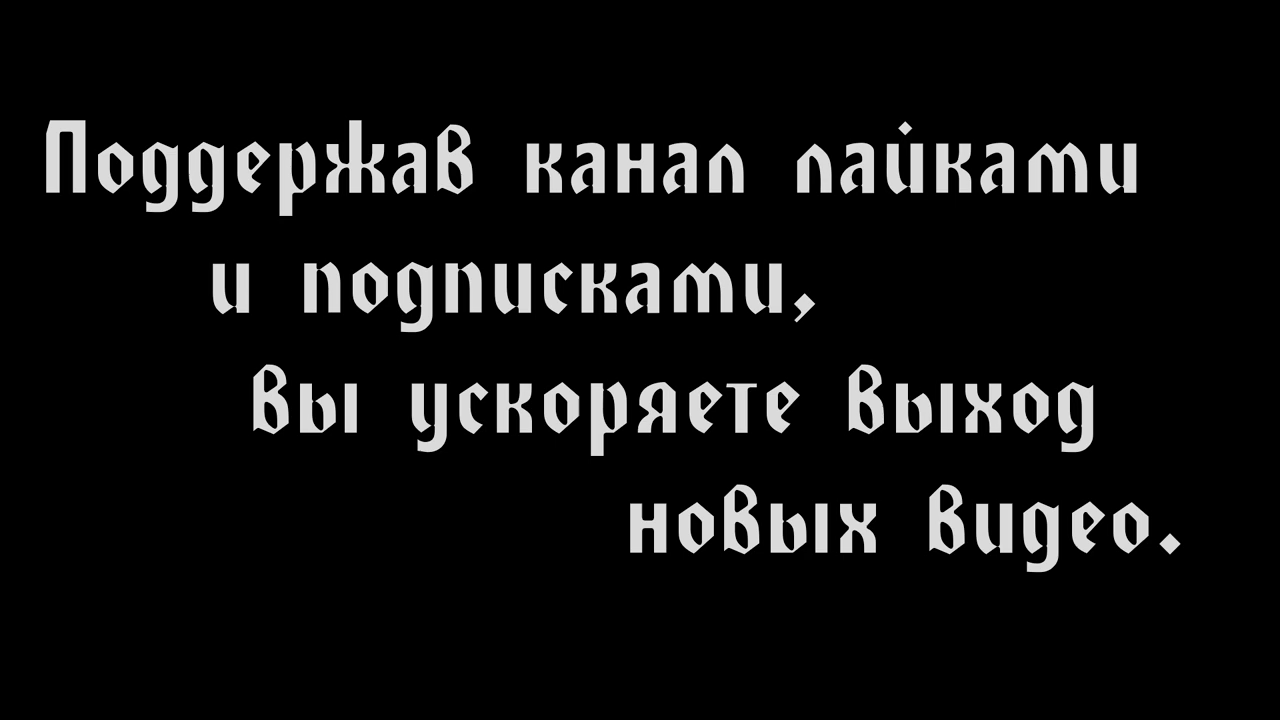 Поддержав канал лайками
и подписками,
вы ускоряете выход
новых видео.